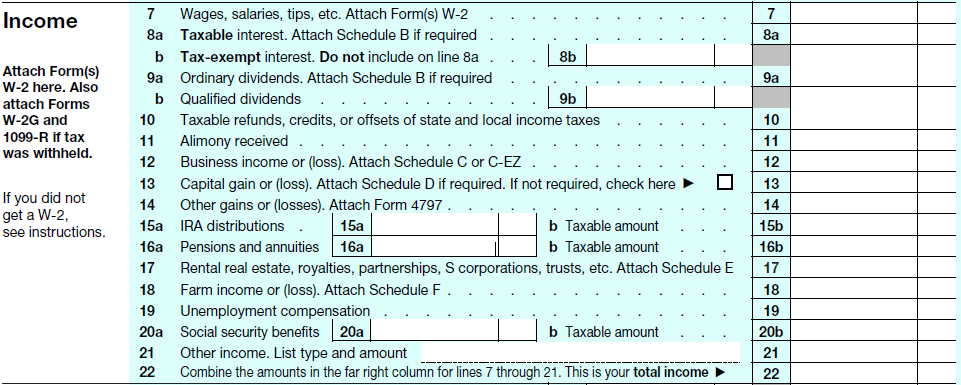 Income
Attach Form(s)
W-2 here. Also
attach Forms
W-2G and
1099-R if tax
was withheld.
If you did not
get a W-2,
see instructions.
7 Wages, salaries, tips, etc. Attach Form(s) W-2 . . . . . . . . . . . . 7
8a Taxable interest. Attach Schedule B if required . . . . . . . . . . . . 8a
b Tax-exempt interest. Do not include on line 8a . . . 8b
9a Ordinary dividends. Attach Schedule B if required . . . . . . . . . . . 9a
b Qualified dividends . . . . . . . . . . . 9b
10 Taxable refunds, credits, or offsets of state and local income taxes . . . . . . 10
11 Alimony received . . . . . . . . . . . . . . . . . . . . . 11
12 Business income or (loss). Attach Schedule C or C-EZ . . . . . . . . . . 12
13 Capital gain or (loss). Attach Schedule D if required. If not required, check here ▶ ☐ 13
14 Other gains or (losses). Attach Form 4797 . . . . . . . . . . . . . . 14
15a IRA distributions . 15a b Taxable amount . . . 15b
16a Pensions and annuities 16a b Taxable amount . . . 16b
17 Rental real estate, royalties, partnerships, S corporations, trusts, etc. Attach Schedule E 17
18 Farm income or (loss). Attach Schedule F . . . . . . . . . . . . . . 18
19 Unemployment compensation . . . . . . . . . . . . . . . . . 19
20a Social security benefits 20a b Taxable amount . . . 20b
21 Other income. List type and amount 21
22 Combine the amounts in the far right column for lines 7 through 21. This is your total income ▶ 22